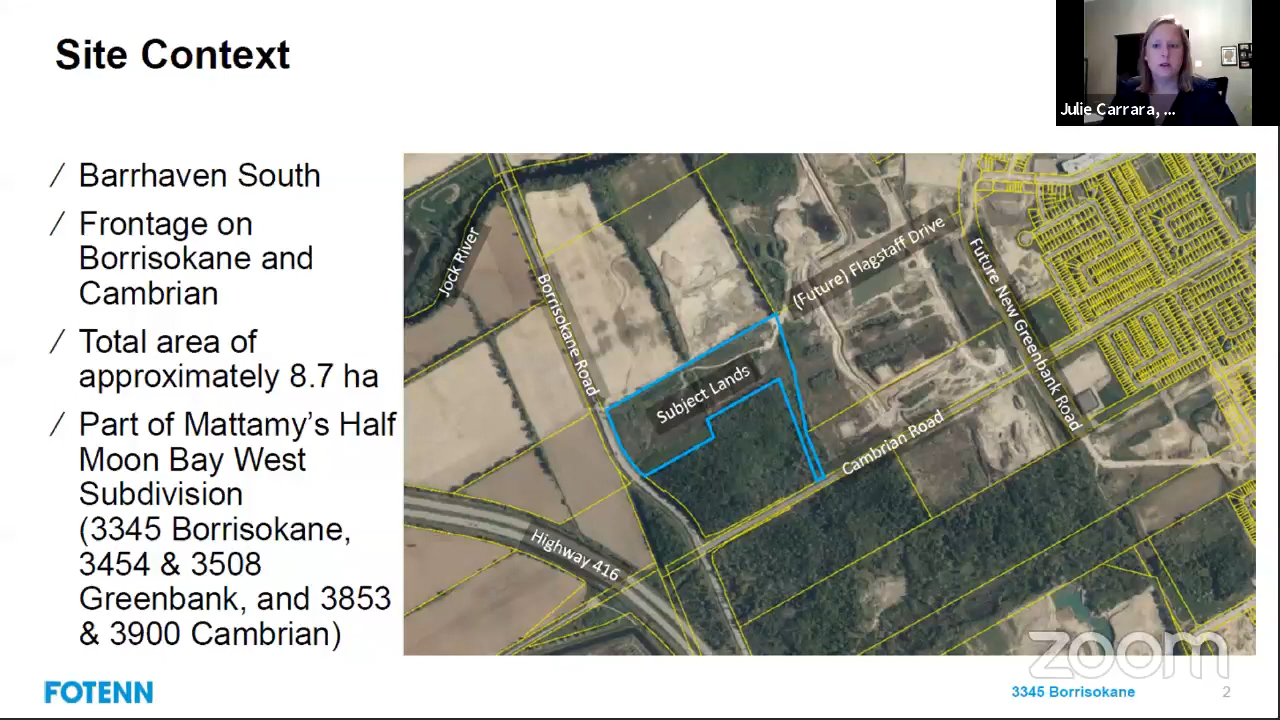 Site Context
Julie Carrara, ...
/ Barrhaven South
/ Frontage on
Borrisokane and
Cambrian
/ Total area of
approximately 8.7 ha
/ Part of Mattamy’s Half
Moon Bay West
Subdivision
(3345 Borrisokane,
3454 & 3508
Greenbank, and 3853
& 3900 Cambrian)
Jock River
Borrisokane Road
(Future) Flagstaff Drive
Future New Greenbank Road
Subject Lands
Cambrian Road
Highway 416
zoom
FOTENN
3345 Borrisokane
2